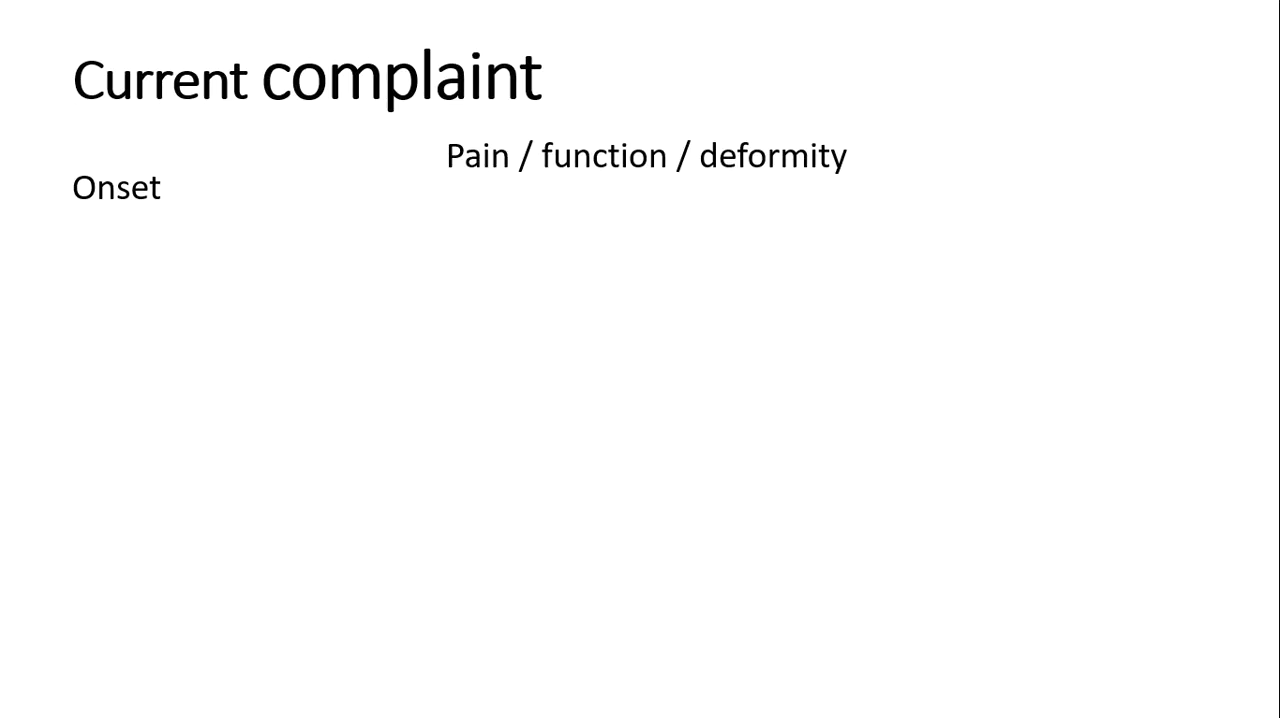 Current complaint
Pain / function / deformity
Onset